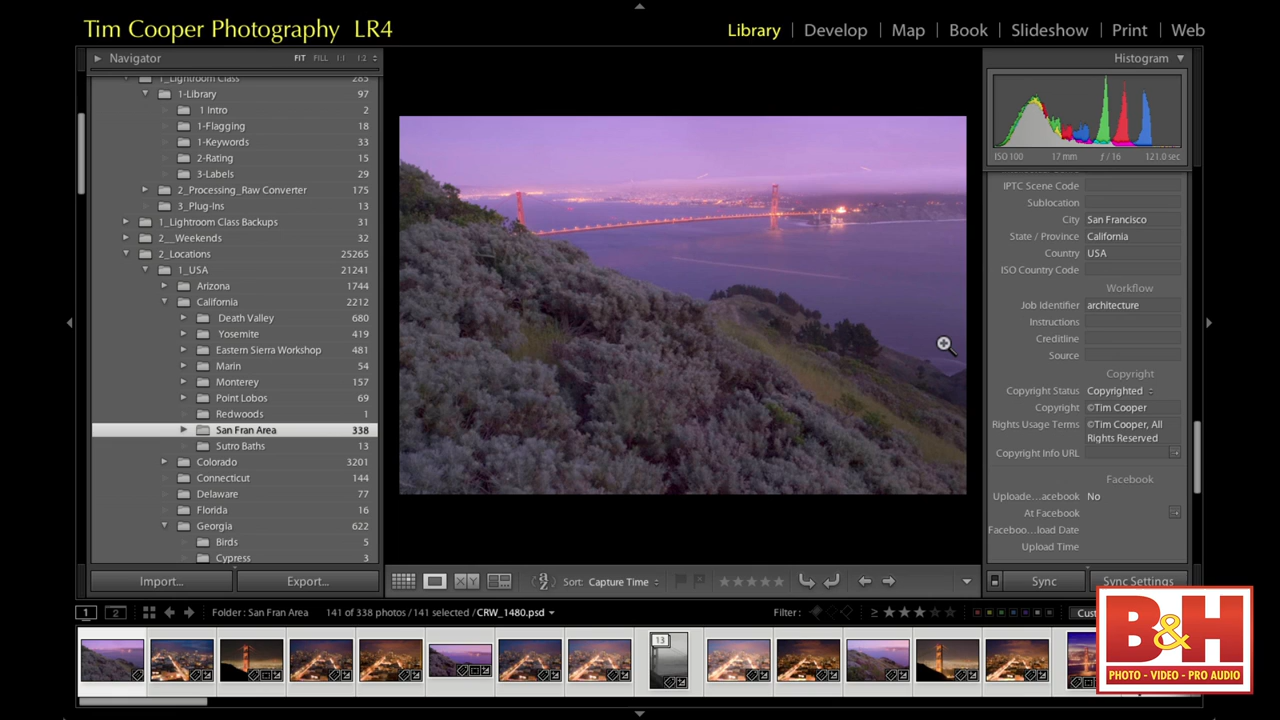 Tim Cooper Photography LR4
Library | Develop | Map | Book | Slideshow | Print | Web
Navigator FIT FILL 1:1 1:2
1_Lightroom Class 285
1-Library 97
1 Intro 2
1-Flagging 18
1-Keywords 33
2-Rating 15
3-Labels 29
2_Processing_Raw Converter 175
3_Plug-Ins 13
1_Lightroom Class Backups 31
2__Weekends 32
2_Locations 25265
1_USA 21241
Arizona 1744
California 2212
Death Valley 680
Yosemite 419
Eastern Sierra Workshop 481
Marin 54
Monterey 157
Point Lobos 69
Redwoods 1
San Fran Area 338
Sutro Baths 13
Colorado 3201
Connecticut 144
Delaware 77
Florida 16
Georgia 622
Birds 5
Cypress 3
Import... Export...
Histogram
ISO 100 17 mm ƒ / 16 121.0 sec
IPTC Scene Code
Sublocation
City San Francisco
State / Province California
Country USA
ISO Country Code
Workflow
Job Identifier architecture
Instructions
Creditline
Source
Copyright
Copyright Status Copyrighted
Copyright ©Tim Cooper
Rights Usage Terms ©Tim Cooper, All
Rights Reserved
Copyright Info URL
Facebook
Uploade...acebook No
At Facebook
Faceboo...load Date
Upload Time
Sync Sync Settings
XY Sort: Capture Time
1 2 Folder: San Fran Area 141 of 338 photos / 141 selected / CRW_1480.psd Filter: ≥ Cust
13
B&H
PHOTO - VIDEO - PRO AUDIO